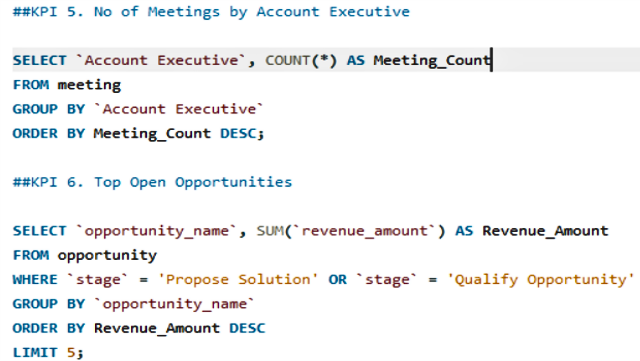 ##KPI 5. No of Meetings by Account Executive
SELECT `Account Executive`, COUNT(*) AS Meeting_Count
FROM meeting
GROUP BY `Account Executive`
ORDER BY Meeting_Count DESC;
##KPI 6. Top Open Opportunities
SELECT `opportunity_name`, SUM(`revenue_amount`) AS Revenue_Amount
FROM opportunity
WHERE `stage` = 'Propose Solution' OR `stage` = 'Qualify Opportunity'
GROUP BY `opportunity_name`
ORDER BY Revenue_Amount DESC
LIMIT 5;